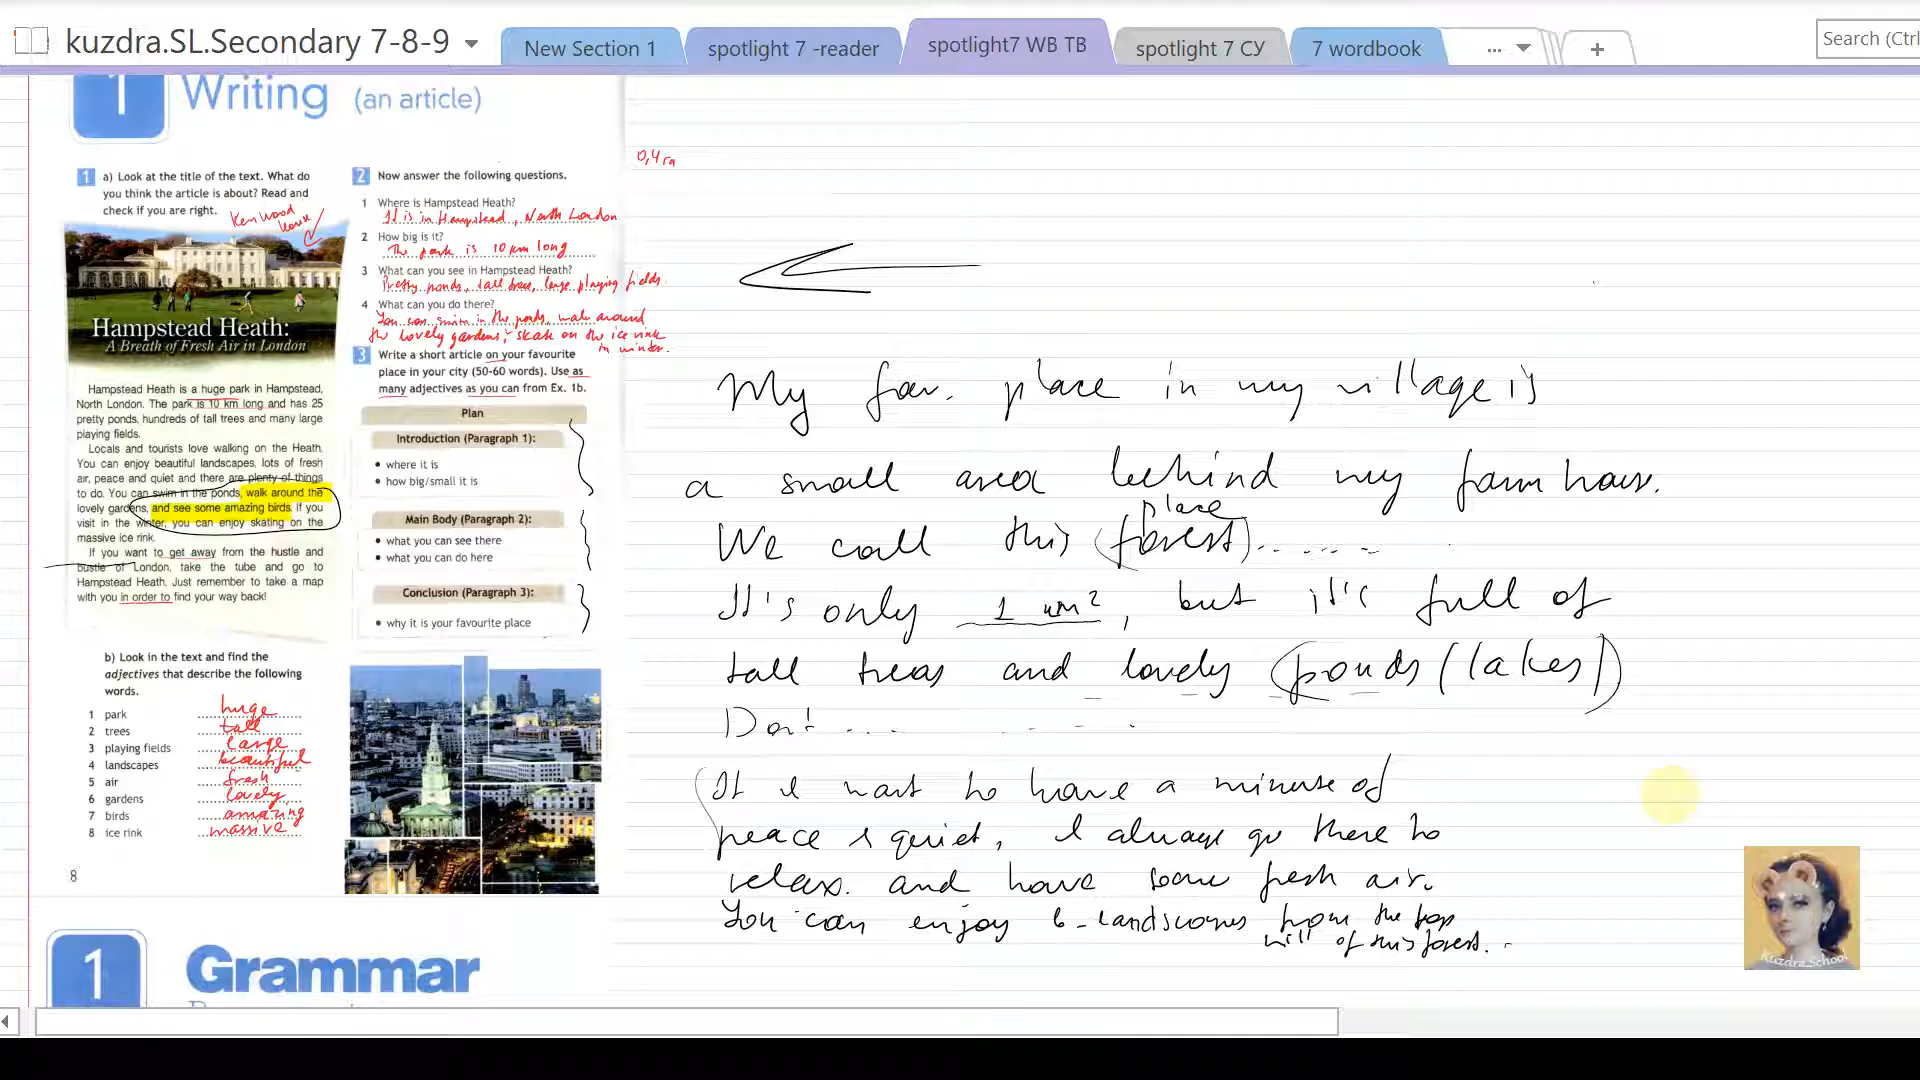 kuzdra.SL.Secondary 7-8-9
New Section 1
spotlight 7 -reader
spotlight7 WB TB
spotlight 7 СУ
7 wordbook
...
+
Search (Ctrl
1
Writing (an article)
1 a) Look at the title of the text. What do
you think the article is about? Read and
check if you are right.
Kenwood
House
Hampstead Heath:
A Breath of Fresh Air in London
Hampstead Heath is a huge park in Hampstead,
North London. The park is 10 km long and has 25
pretty ponds, hundreds of tall trees and many large
playing fields.
Locals and tourists love walking on the Heath.
You can enjoy beautiful landscapes, lots of fresh
air, peace and quiet and there are plenty of things
to do. You can swim in the ponds, walk around the
lovely gardens, and see some amazing birds. If you
visit in the winter, you can enjoy skating on the
massive ice rink.
If you want to get away from the hustle and
bustle of London, take the tube and go to
Hampstead Heath. Just remember to take a map
with you in order to find your way back!
b) Look in the text and find the
adjectives that describe the following
words.
1 park huge
2 trees tall
3 playing fields large
4 landscapes beautiful
5 air fresh
6 gardens lovely
7 birds amazing
8 ice rink massive
8
2 Now answer the following questions.
1 Where is Hampstead Heath?
It is in Hampstead, North London
2 How big is it?
The park is 10 km long
3 What can you see in Hampstead Heath?
Pretty ponds, tall trees, large playing fields.
4 What can you do there?
You can swim in the ponds, walk around
the lovely gardens, skate on the ice rink
in winter.
3 Write a short article on your favourite
place in your city (50-60 words). Use as
many adjectives as you can from Ex. 1b.
Plan
Introduction (Paragraph 1):
• where it is
• how big/small it is
Main Body (Paragraph 2):
• what you can see there
• what you can do here
Conclusion (Paragraph 3):
• why it is your favourite place
0,4 га
My fav. place in my village is
a small area behind my farm house.
place
We call this (forest)......
It's only 1 km², but it's full of
tall trees and lovely ponds (lakes)
Don't ...
If I want to have a minute of
peace & quiet, I always go there to
relax. and have some fresh air.
You can enjoy b-landscapes from the top
hill of this forest.
Kuzdra.School
1
Grammar